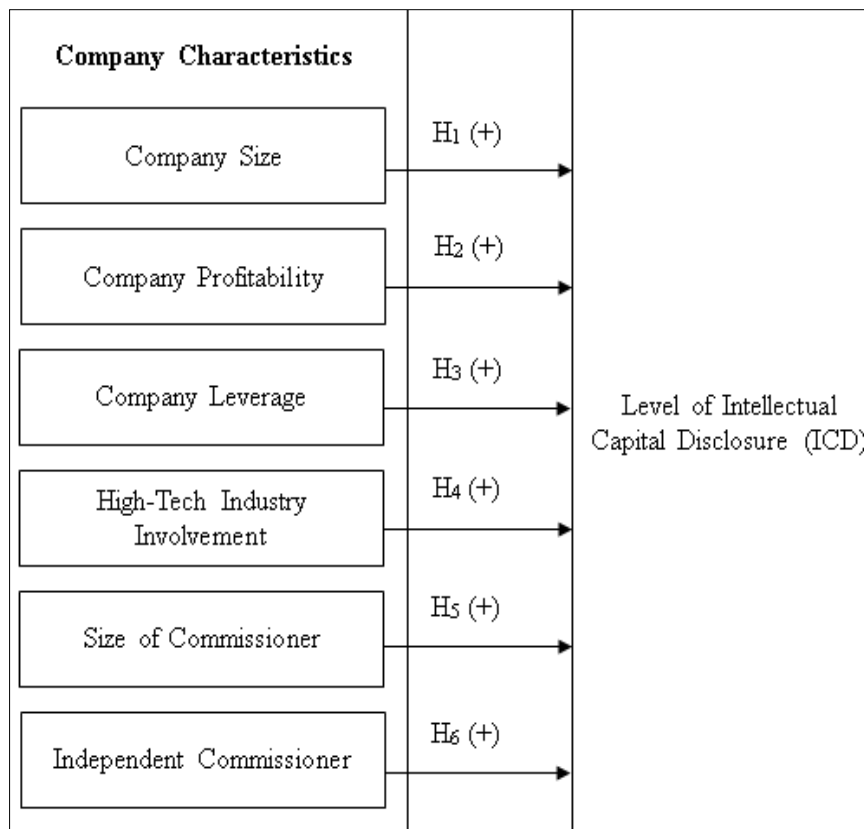 Company Characteristics
Company Size
H1 (+)
Company Profitability
H2 (+)
Company Leverage
H3 (+)
Level of Intellectual
Capital Disclosure (ICD)
High-Tech Industry
Involvement
H4 (+)
Size of Commissioner
H5 (+)
Independent Commissioner
H6 (+)